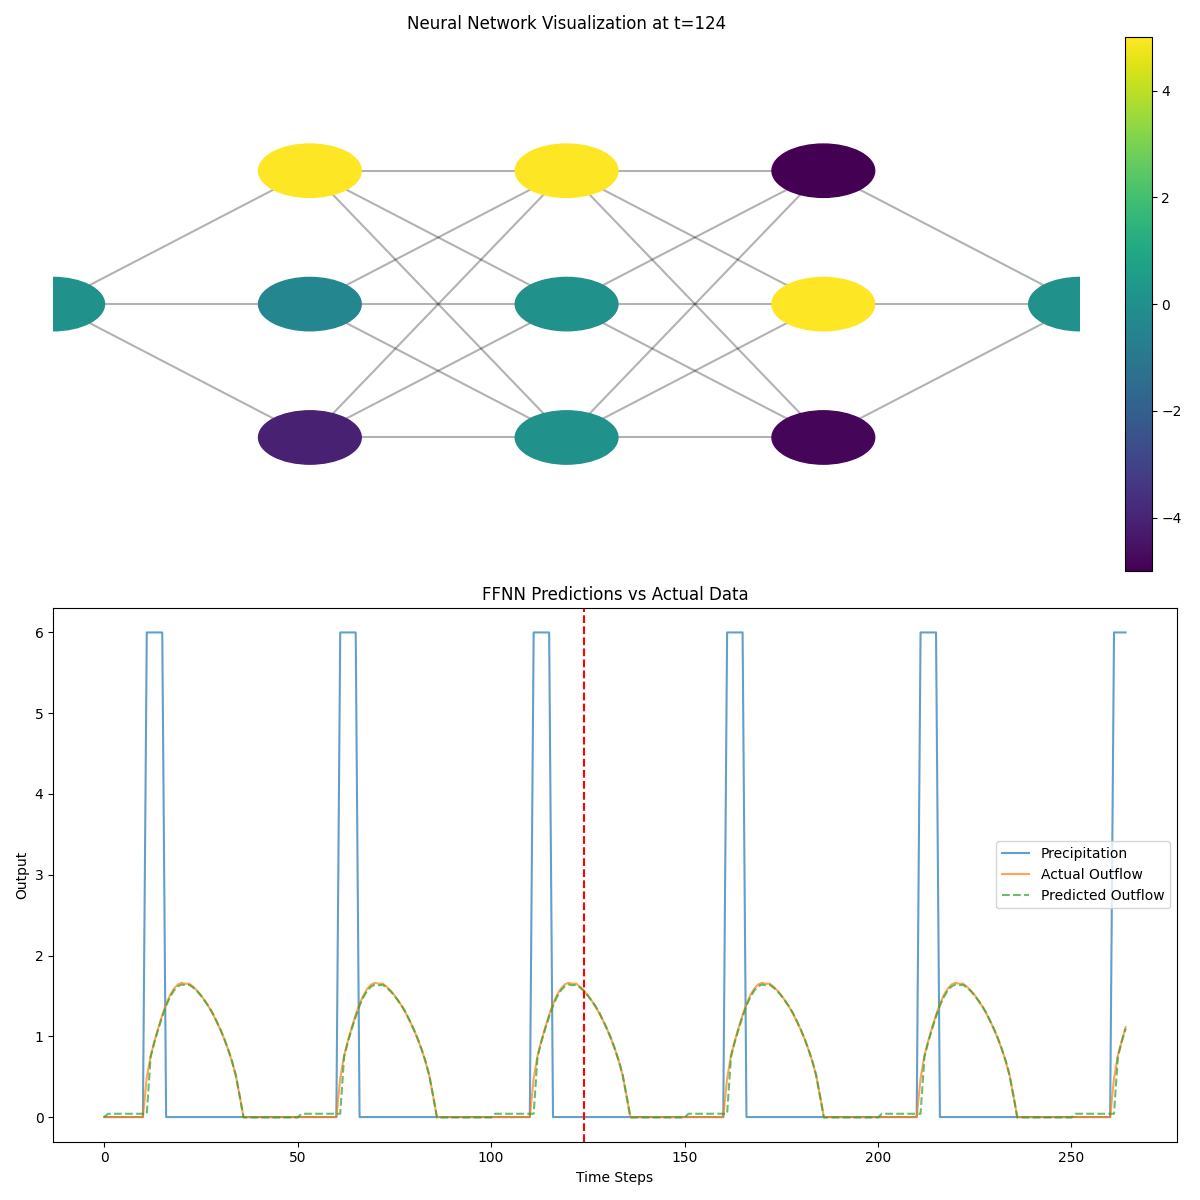 Neural Network Visualization at t=124
4
2
0
−2
−4
FFNN Predictions vs Actual Data
6
5
4
3
2
1
0
Output
Precipitation
Actual Outflow
Predicted Outflow
0 50 100 150 200 250
Time Steps